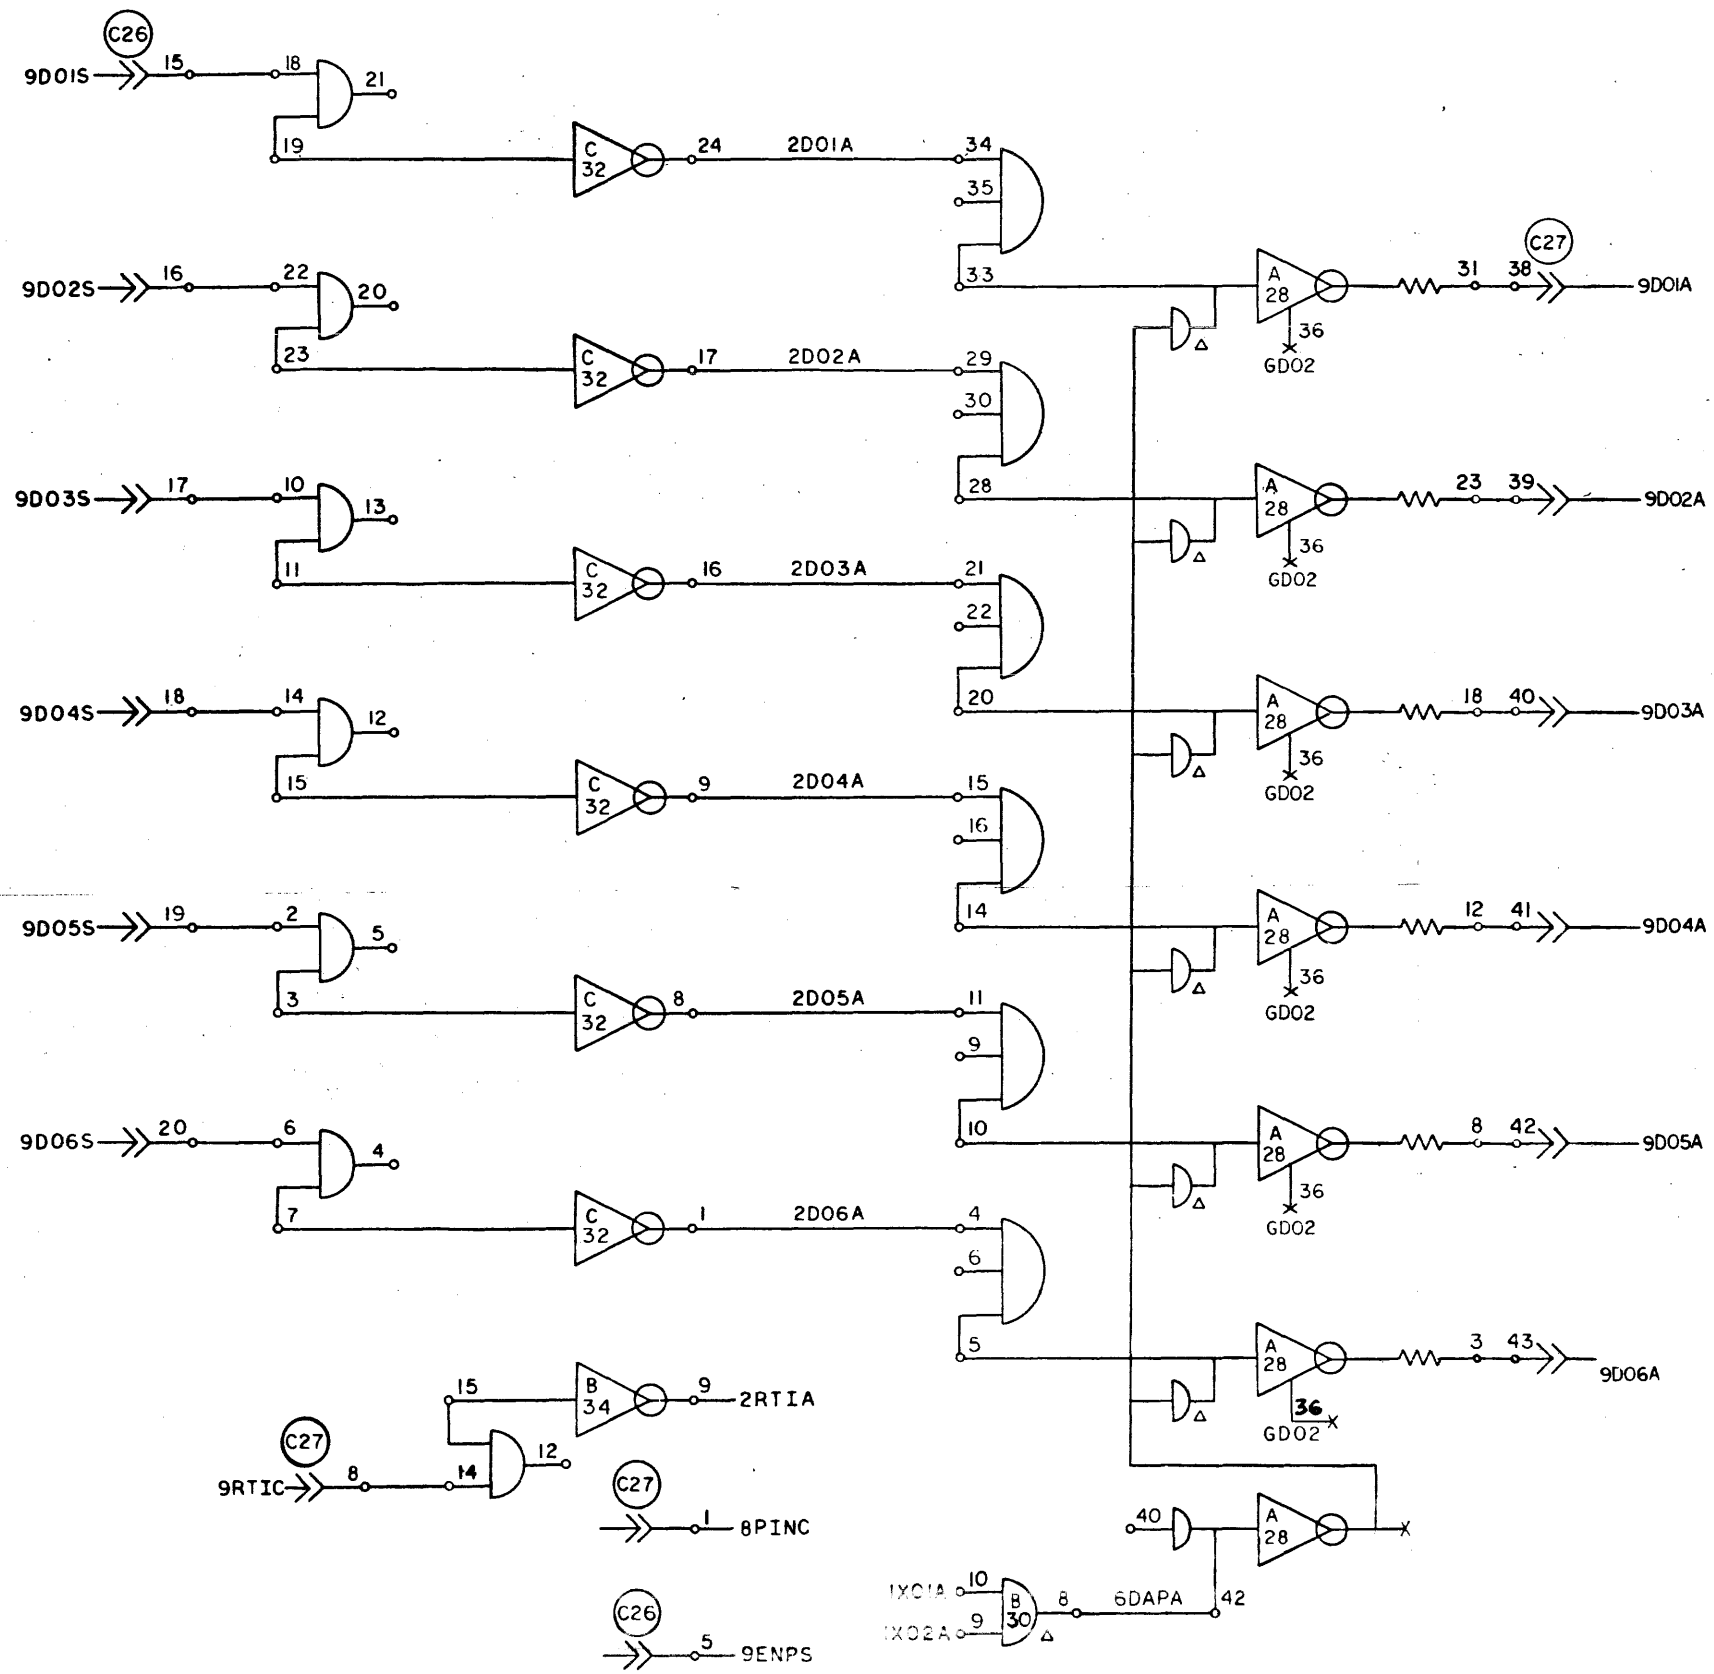 C26
9D01S 15 18 21
19 C 32 24 2D01A 34
35
C27
33 A 28 31 38 9D01A
36
GD02
9D02S 16 22 20
23 C 32 17 2D02A 29
30
28 A 28 23 39 9D02A
36
GD02
9D03S 17 10 13
11 C 32 16 2D03A 21
22
20 A 28 18 40 9D03A
36
GD02
9D04S 18 14 12
15 C 32 9 2D04A 15
16
14 A 28 12 41 9D04A
36
GD02
9D05S 19 2 5
3 C 32 8 2D05A 11
9
10 A 28 8 42 9D05A
36
GD02
9D06S 20 6 4
7 C 32 1 2D06A 4
6
5 A 28 3 43 9D06A
36
GD02
15 B 34 9 2RTIA
C27
9RTIC 8 14 12
C27
1 8PINC
40 A 28
1X01A 10 B 30 8 6DAPA 42
1X02A 9
C26
5 9ENPS